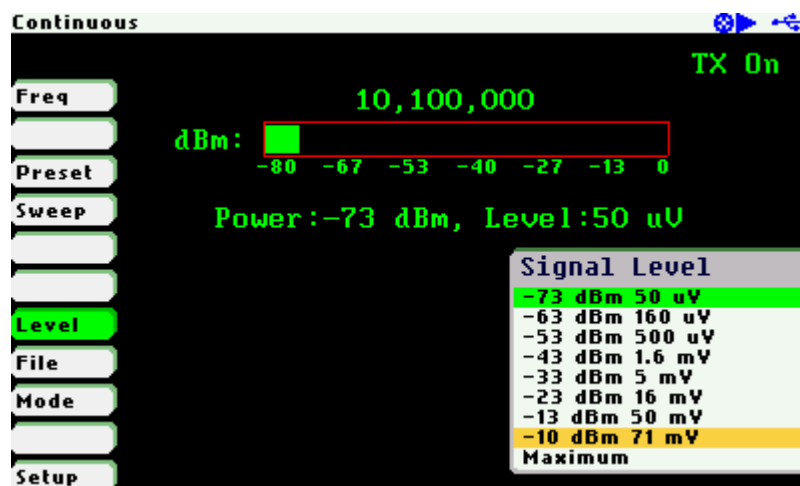 Continuous
TX On
Freq
10,100,000
dBm:
-80 -67 -53 -40 -27 -13 0
Preset
Sweep
Power:-73 dBm, Level:50 uV
Signal Level
-73 dBm 50 uV
-63 dBm 160 uV
-53 dBm 500 uV
-43 dBm 1.6 mV
-33 dBm 5 mV
-23 dBm 16 mV
-13 dBm 50 mV
-10 dBm 71 mV
Maximum
Level
File
Mode
Setup